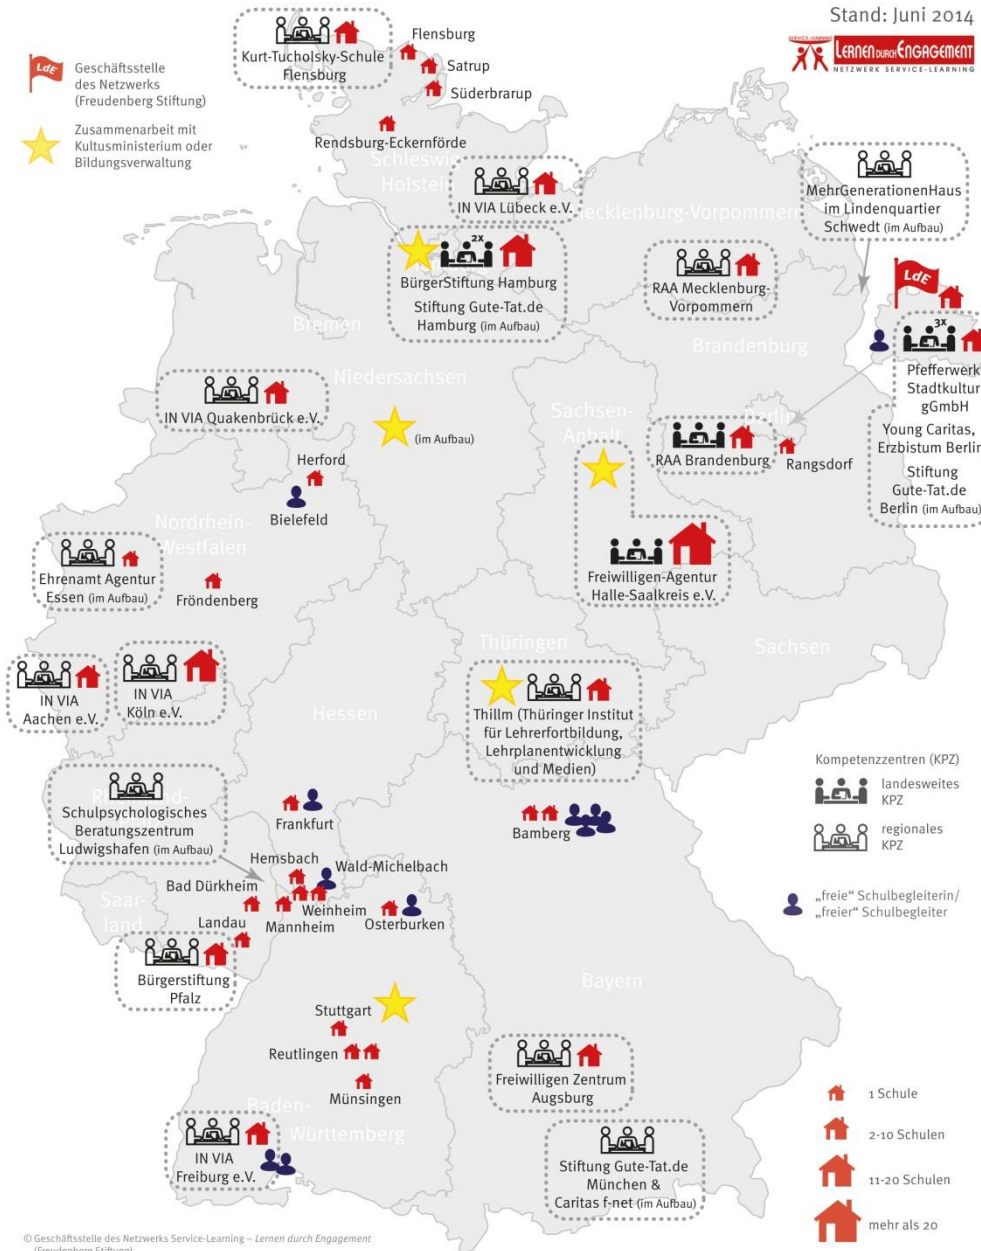 Stand: Juni 2014
SERVICE-LEARNING
LERNEN DURCH ENGAGEMENT
NETZWERK SERVICE-LEARNING
LdE
Geschäftsstelle
des Netzwerks
(Freudenberg Stiftung)
Zusammenarbeit mit
Kultusministerium oder
Bildungsverwaltung
Kurt-Tucholsky-Schule
Flensburg
Flensburg
Satrup
Süderbrarup
Rendsburg-Eckernförde
Schleswig-
Holstein
IN VIA Lübeck e.V.
Mecklenburg-Vorpommern
MehrGenerationenHaus
im Lindenquartier
Schwedt (im Aufbau)
2x
BürgerStiftung Hamburg
Stiftung Gute-Tat.de
Hamburg (im Aufbau)
RAA Mecklenburg-
Vorpommern
LdE
3x
Pfefferwerk
Stadtkultur
gGmbH
Young Caritas,
Erzbistum Berlin
Stiftung
Gute-Tat.de
Berlin (im Aufbau)
Bremen
Brandenburg
Niedersachsen
IN VIA Quakenbrück e.V.
(im Aufbau)
Sachsen-
Anhalt
Berlin
RAA Brandenburg
Rangsdorf
Herford
Bielefeld
Nordrhein-
Westfalen
Ehrenamt Agentur
Essen (im Aufbau)
Fröndenberg
Freiwilligen-Agentur
Halle-Saalkreis e.V.
Thüringen
Sachsen
IN VIA
Aachen e.V.
IN VIA
Köln e.V.
Hessen
Thillm (Thüringer Institut
für Lehrerfortbildung,
Lehrplanentwicklung
und Medien)
Kompetenzzentren (KPZ)
landesweites
KPZ
regionales
KPZ
„freie“ Schulbegleiterin/
„freier“ Schulbegleiter
Schulpsychologisches
Beratungszentrum
Ludwigshafen (im Aufbau)
Frankfurt
Bamberg
Hemsbach
Wald-Michelbach
Bad Dürkheim
Weinheim
Mannheim
Osterburken
Saar-
land
Landau
Bürgerstiftung
Pfalz
Bayern
Stuttgart
Reutlingen
Münsingen
Freiwilligen Zentrum
Augsburg
Baden-
Württemberg
IN VIA
Freiburg e.V.
Stiftung Gute-Tat.de
München &
Caritas f-net (im Aufbau)
1 Schule
2-10 Schulen
11-20 Schulen
mehr als 20
© Geschäftsstelle des Netzwerks Service-Learning – Lernen durch Engagement
(Freudenberg Stiftung)